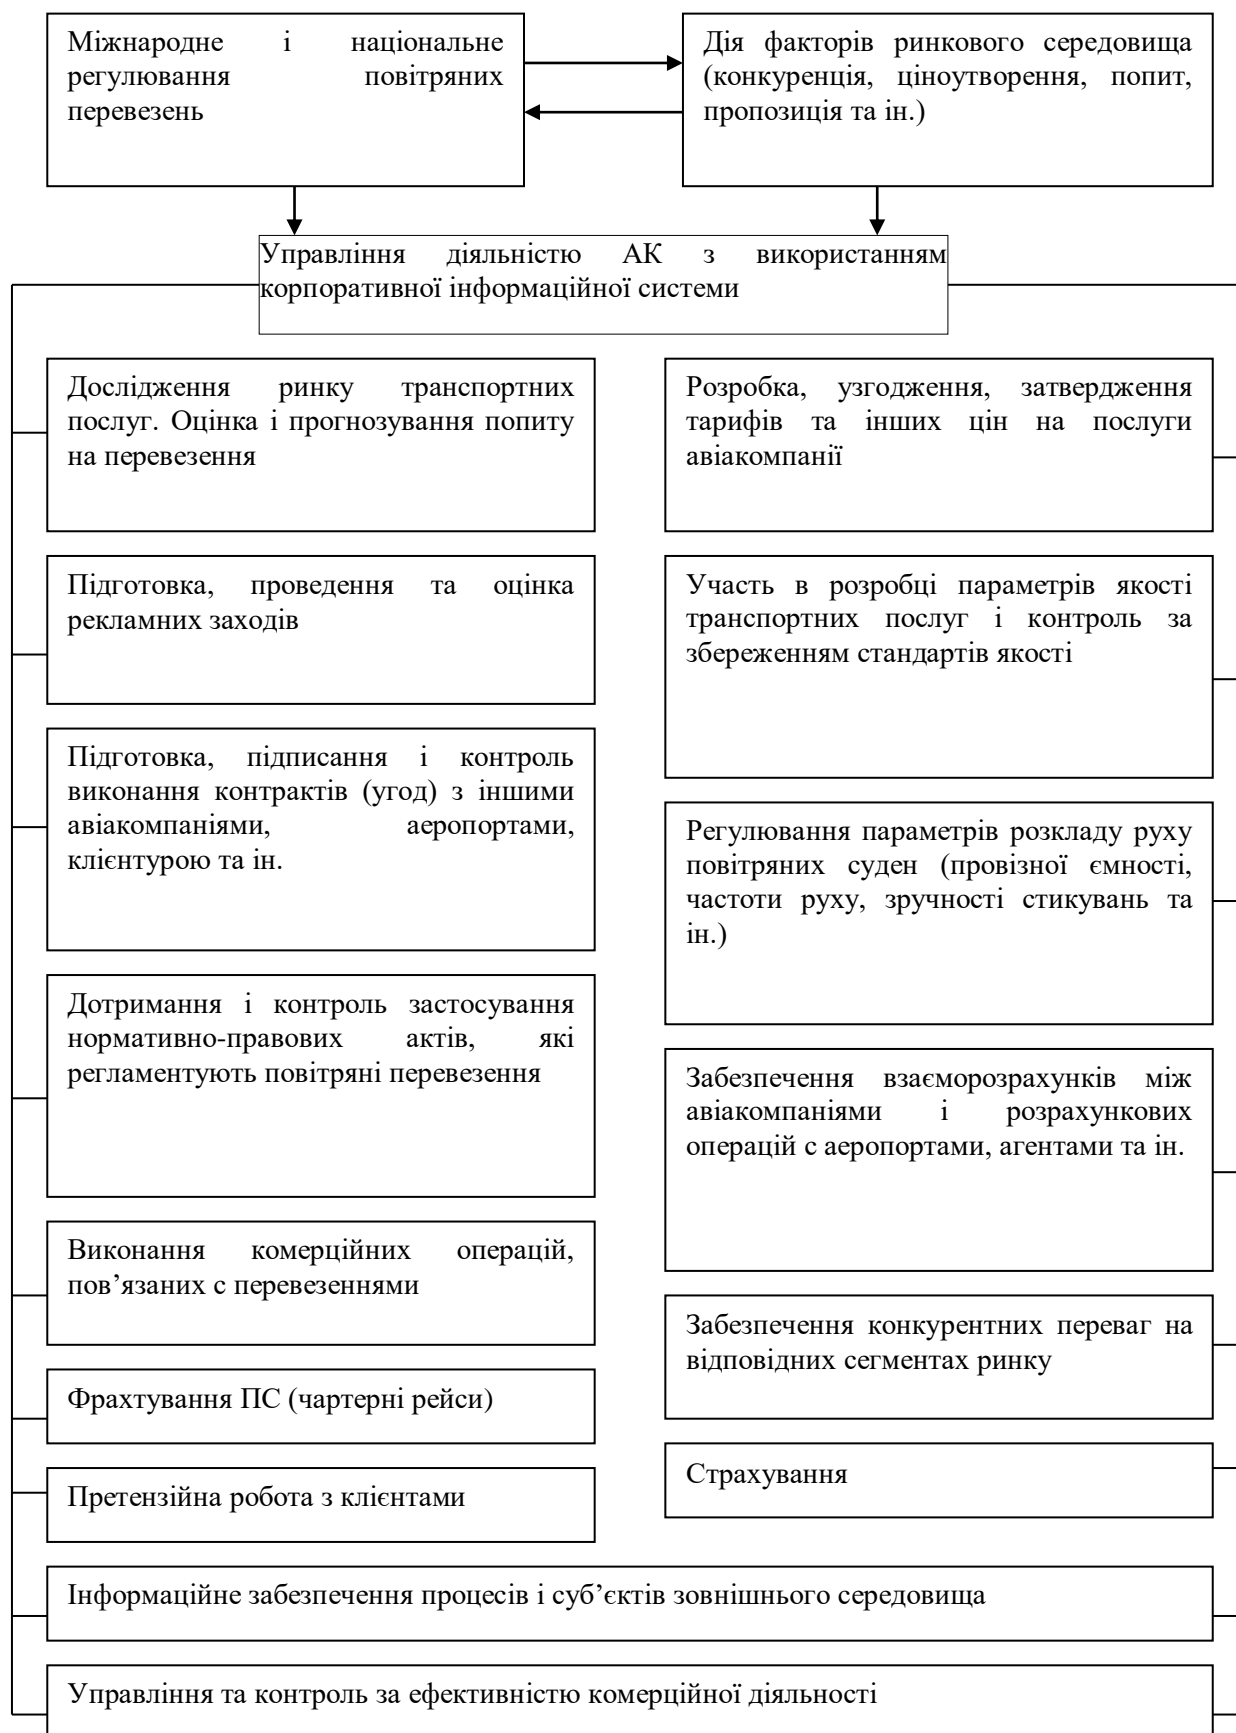 Міжнародне і національне
регулювання повітряних
перевезень
Дія факторів ринкового середовища
(конкуренція, ціноутворення, попит,
пропозиція та ін.)
Управління діяльністю АК з використанням
корпоративної інформаційної системи
Дослідження ринку транспортних
послуг. Оцінка і прогнозування попиту
на перевезення
Підготовка, проведення та оцінка
рекламних заходів
Підготовка, підписання і контроль
виконання контрактів (угод) з іншими
авіакомпаніями, аеропортами,
клієнтурою та ін.
Дотримання і контроль застосування
нормативно-правових актів, які
регламентують повітряні перевезення
Виконання комерційних операцій,
пов’язаних с перевезеннями
Фрахтування ПС (чартерні рейси)
Претензійна робота з клієнтами
Розробка, узгодження, затвердження
тарифів та інших цін на послуги
авіакомпанії
Участь в розробці параметрів якості
транспортних послуг і контроль за
збереженням стандартів якості
Регулювання параметрів розкладу руху
повітряних суден (провізної ємності,
частоти руху, зручності стикувань та
ін.)
Забезпечення взаєморозрахунків між
авіакомпаніями і розрахункових
операцій с аеропортами, агентами та ін.
Забезпечення конкурентних переваг на
відповідних сегментах ринку
Страхування
Інформаційне забезпечення процесів і суб’єктів зовнішнього середовища
Управління та контроль за ефективністю комерційної діяльності